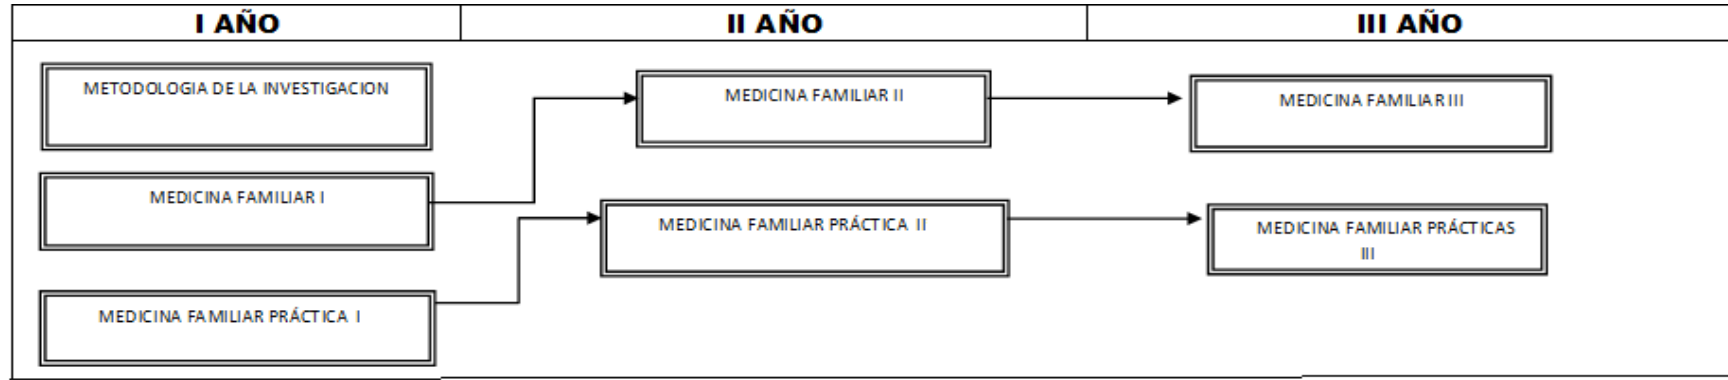 I AÑO
II AÑO
III AÑO
METODOLOGIA DE LA INVESTIGACION
MEDICINA FAMILIAR I
MEDICINA FAMILIAR PRÁCTICA I
MEDICINA FAMILIAR II
MEDICINA FAMILIAR PRÁCTICA II
MEDICINA FAMILIAR III
MEDICINA FAMILIAR PRÁCTICAS
III